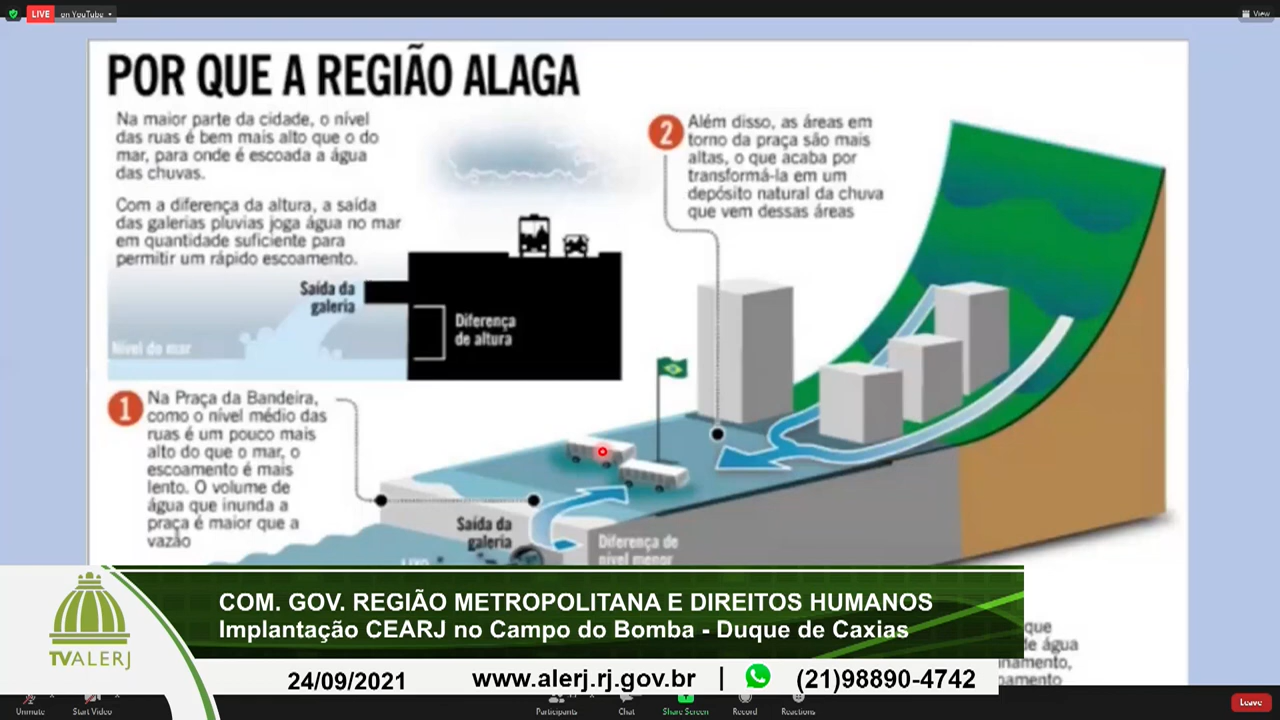 LIVE on YouTube
View
POR QUE A REGIÃO ALAGA
Na maior parte da cidade, o nível
das ruas é bem mais alto que o do
mar, para onde é escoada a água
das chuvas.
Com a diferença da altura, a saída
das galerias pluvias joga água no mar
em quantidade suficiente para
permitir um rápido escoamento.
Saída da
galeria
Diferença
de altura
Nível do mar
1
Na Praça da Bandeira,
como o nível médio das
ruas é um pouco mais
alto do que o mar, o
escoamento é mais
lento. O volume de
água que inunda a
praça é maior que a
vazão
2
Além disso, as áreas em
torno da praça são mais
altas, o que acaba por
transformá-la em um
depósito natural da chuva
que vem dessas áreas
Saída da
galeria
Diferença de
nível menor
LIXO
que
de água
TVALERJ
COM. GOV. REGIÃO METROPOLITANA E DIREITOS HUMANOS
Implantação CEARJ no Campo do Bomba - Duque de Caxias
24/09/2021
www.alerj.rj.gov.br | (21)98890-4742
Unmute
Start Video
Participants
Chat
Share Screen
Record
Reactions
Leave